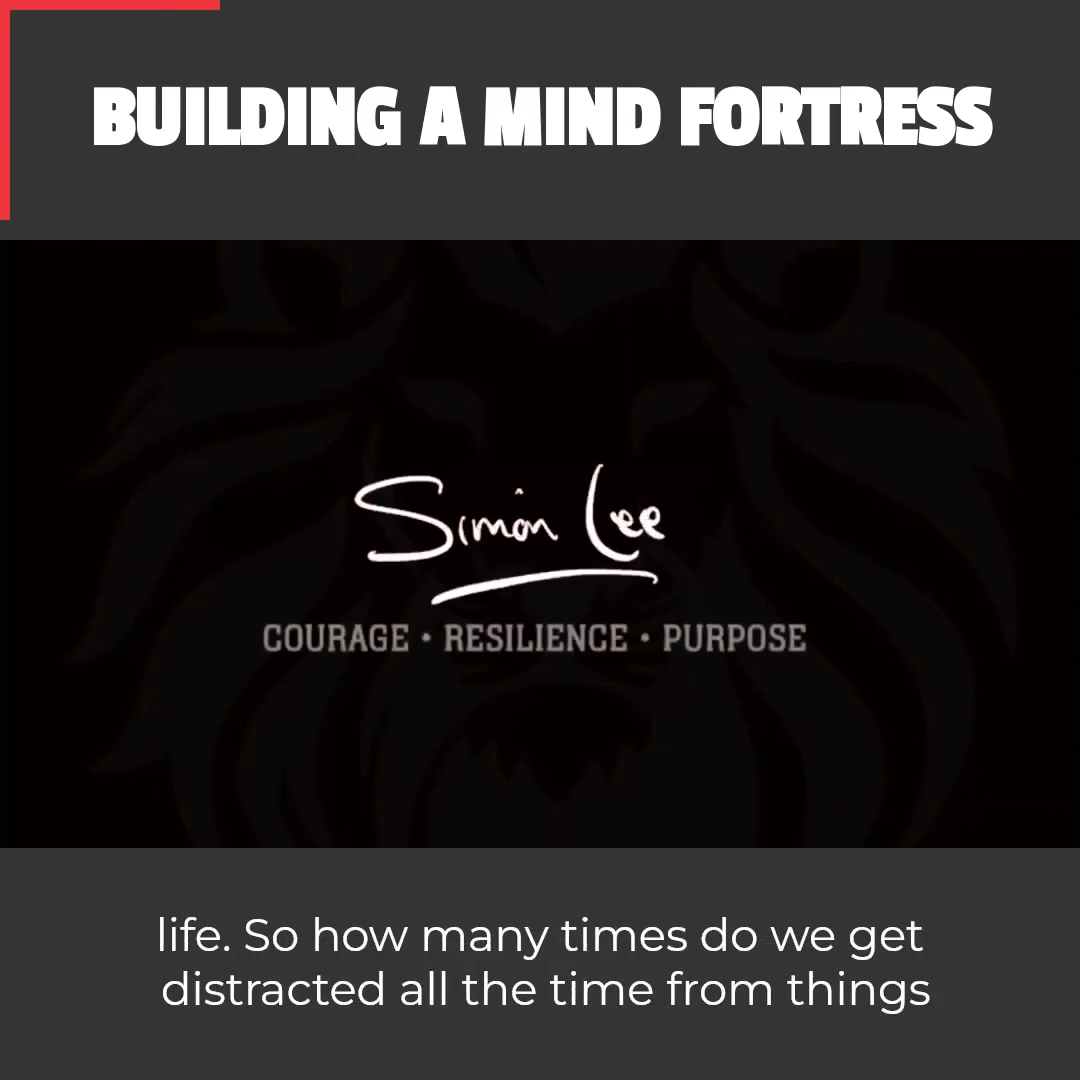 BUILDING A MIND FORTRESS
Simon Lee
COURAGE • RESILIENCE • PURPOSE
life. So how many times do we get
distracted all the time from things